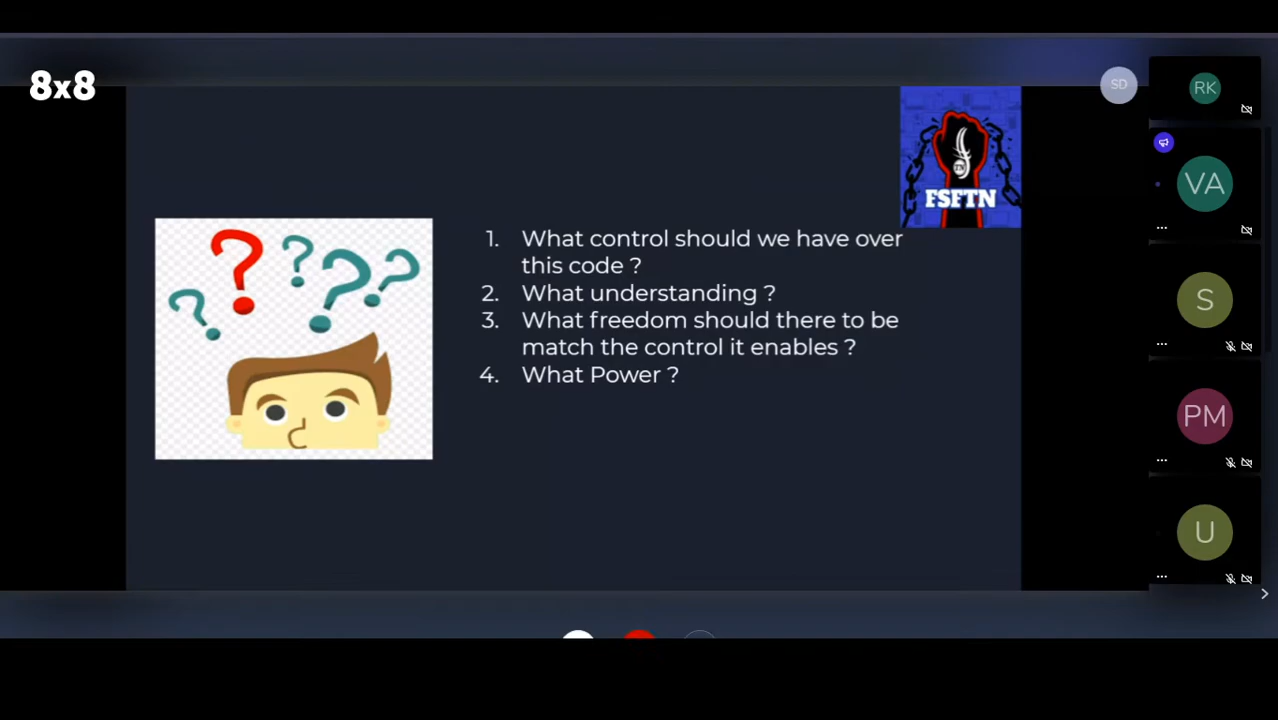 8x8
SD
RK
FSFTN
VA
1. What control should we have over
this code ?
2. What understanding ?
3. What freedom should there to be
match the control it enables ?
4. What Power ?
S
PM
U